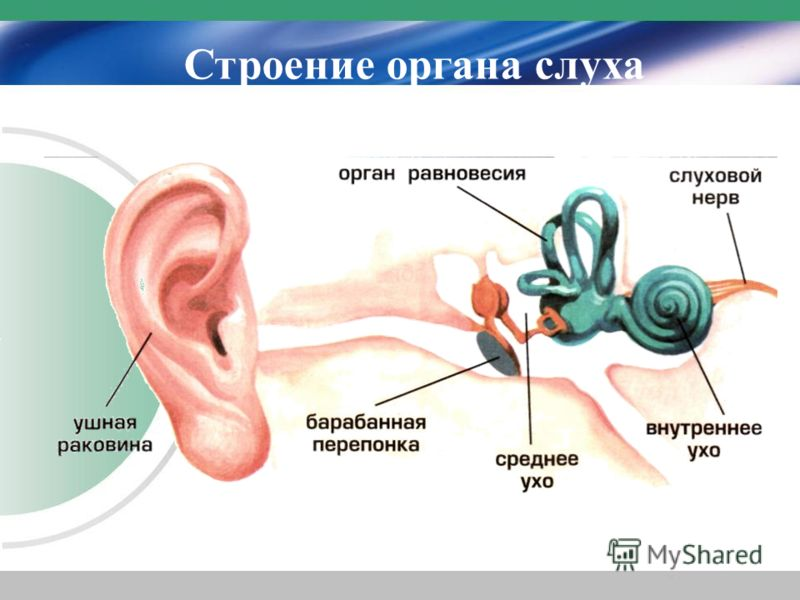 Строение органа слуха
орган равновесия
слуховой
нерв
ушная
раковина
барабанная
перепонка
среднее
ухо
внутреннее
ухо
MyShared